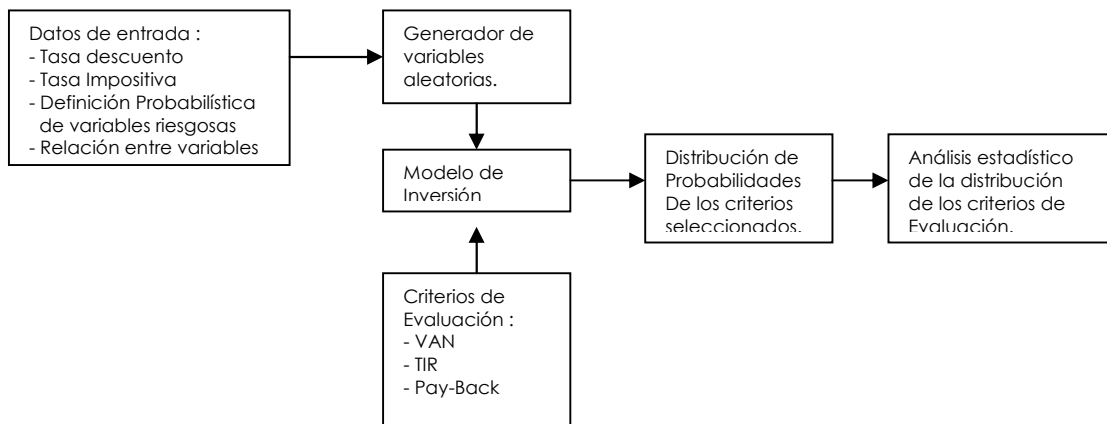 Datos de entrada :
- Tasa descuento
- Tasa Impositiva
- Definición Probabilística
de variables riesgosas
- Relación entre variables
Generador de
variables
aleatorias.
Modelo de
Inversión
Distribución de
Probabilidades
De los criterios
seleccionados.
Análisis estadístico
de la distribución
de los criterios de
Evaluación.
Criterios de
Evaluación :
- VAN
- TIR
- Pay-Back